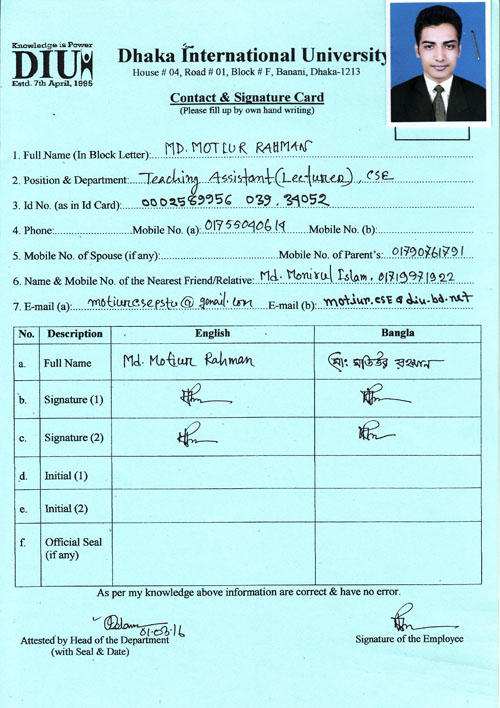 Knowledge is Power
DIU
Estd. 7th April, 1995
Dhaka International University
House # 04, Road # 01, Block # F, Banani, Dhaka-1213
Contact & Signature Card
(Please fill up by own hand writing)
1. Full Name (In Block Letter): MD. MOTIUR RAHMAN
2. Position & Department: Teaching Assistant (Lecturer), CSE
3. Id No. (as in Id Card): 0002589956 039.34052
4. Phone: Mobile No. (a): 01755040614 Mobile No. (b):
5. Mobile No. of Spouse (if any): Mobile No. of Parent's: 01790761791
6. Name & Mobile No. of the Nearest Friend/Relative: Md. Monirul Islam. 01719971922
7. E-mail (a): motiurcsepstu@gmail.com E-mail (b): motiur.cse@diu-bd.net
No. Description English Bangla
a. Full Name Md. Motiur Rahman মোঃ মতিউর রহমান
b. Signature (1)
c. Signature (2)
d. Initial (1)
e. Initial (2)
f. Official Seal
(if any)
As per my knowledge above information are correct & have no error.
01-03-16
Attested by Head of the Department
(with Seal & Date)
Signature of the Employee